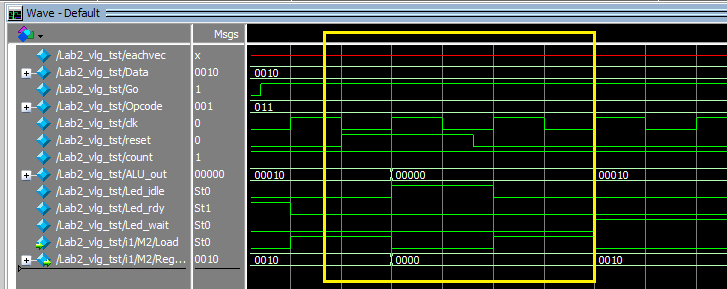 Wave - Default
Msgs
/Lab2_vlg_tst/eachvec x
/Lab2_vlg_tst/Data 0010 0010
/Lab2_vlg_tst/Go 1
/Lab2_vlg_tst/Opcode 001 011
/Lab2_vlg_tst/clk 0
/Lab2_vlg_tst/reset 0
/Lab2_vlg_tst/count 1
/Lab2_vlg_tst/ALU_out 00000 00010 00000 00010
/Lab2_vlg_tst/Led_idle St0
/Lab2_vlg_tst/Led_rdy St1
/Lab2_vlg_tst/Led_wait St0
/Lab2_vlg_tst/i1/M2/Load St0
/Lab2_vlg_tst/i1/M2/Reg... 0010 0010 0000 0010